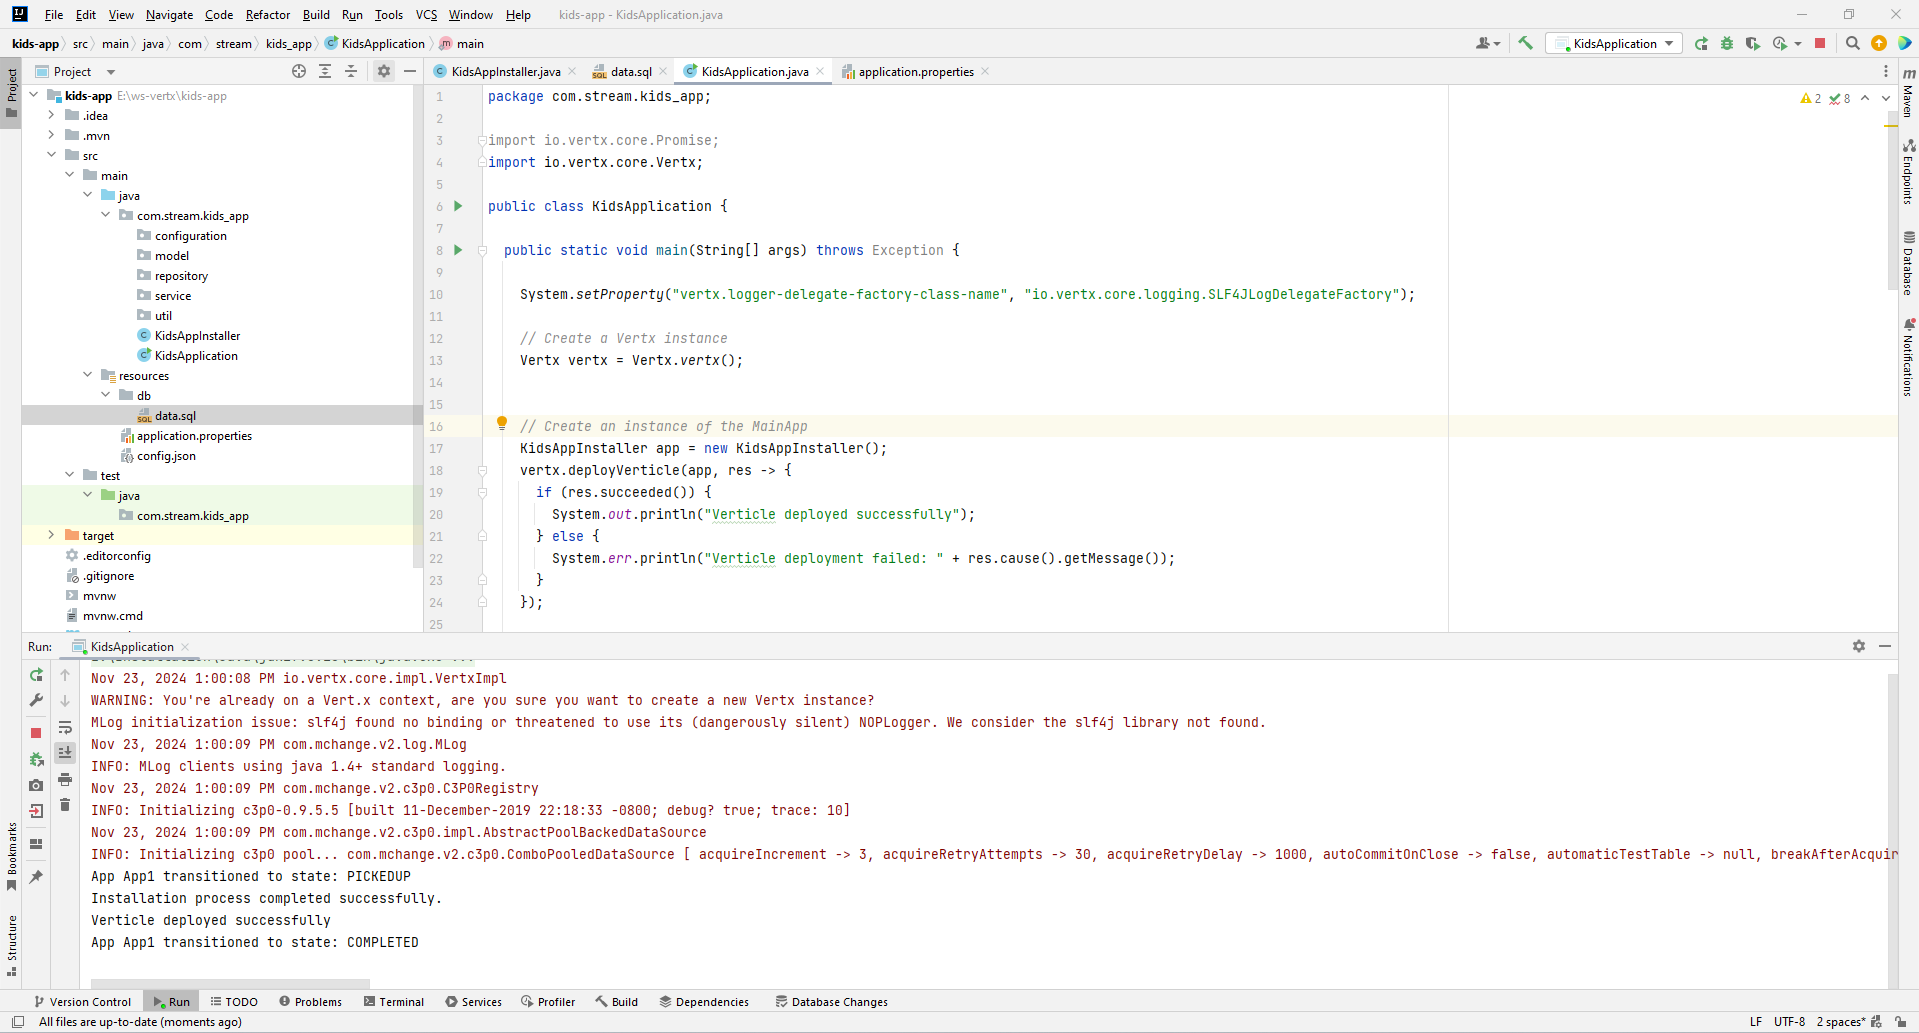 File Edit View Navigate Code Refactor Build Run Tools VCS Window Help kids-app - KidsApplication.java
kids-app src main java com stream kids_app KidsApplication main
KidsApplication
Project
KidsAppInstaller.java data.sql KidsApplication.java application.properties
kids-app E:\ws-vertx\kids-app
.idea
.mvn
src
main
java
com.stream.kids_app
configuration
model
repository
service
util
KidsAppInstaller
KidsApplication
resources
db
data.sql
application.properties
config.json
test
java
com.stream.kids_app
target
.editorconfig
.gitignore
mvnw
mvnw.cmd
2 8
1 package com.stream.kids_app;
2
3 import io.vertx.core.Promise;
4 import io.vertx.core.Vertx;
5
6 public class KidsApplication {
7
8 public static void main(String[] args) throws Exception {
9
10 System.setProperty("vertx.logger-delegate-factory-class-name", "io.vertx.core.logging.SLF4JLogDelegateFactory");
11
12 // Create a Vertx instance
13 Vertx vertx = Vertx.vertx();
14
15
16 // Create an instance of the MainApp
17 KidsAppInstaller app = new KidsAppInstaller();
18 vertx.deployVerticle(app, res -> {
19 if (res.succeeded()) {
20 System.out.println("Verticle deployed successfully");
21 } else {
22 System.err.println("Verticle deployment failed: " + res.cause().getMessage());
23 }
24 });
25
Project
Bookmarks
Structure
Maven
Endpoints
Database
Notifications
Run: KidsApplication
Nov 23, 2024 1:00:08 PM io.vertx.core.impl.VertxImpl
WARNING: You're already on a Vert.x context, are you sure you want to create a new Vertx instance?
MLog initialization issue: slf4j found no binding or threatened to use its (dangerously silent) NOPLogger. We consider the slf4j library not found.
Nov 23, 2024 1:00:09 PM com.mchange.v2.log.MLog
INFO: MLog clients using java 1.4+ standard logging.
Nov 23, 2024 1:00:09 PM com.mchange.v2.c3p0.C3P0Registry
INFO: Initializing c3p0-0.9.5.5 [built 11-December-2019 22:18:33 -0800; debug? true; trace: 10]
Nov 23, 2024 1:00:09 PM com.mchange.v2.c3p0.impl.AbstractPoolBackedDataSource
INFO: Initializing c3p0 pool... com.mchange.v2.c3p0.ComboPooledDataSource [ acquireIncrement -> 3, acquireRetryAttempts -> 30, acquireRetryDelay -> 1000, autoCommitOnClose -> false, automaticTestTable -> null, breakAfterAcquir
App App1 transitioned to state: PICKEDUP
Installation process completed successfully.
Verticle deployed successfully
App App1 transitioned to state: COMPLETED
Version Control Run TODO Problems Terminal Services Profiler Build Dependencies Database Changes
All files are up-to-date (moments ago) LF UTF-8 2 spaces*